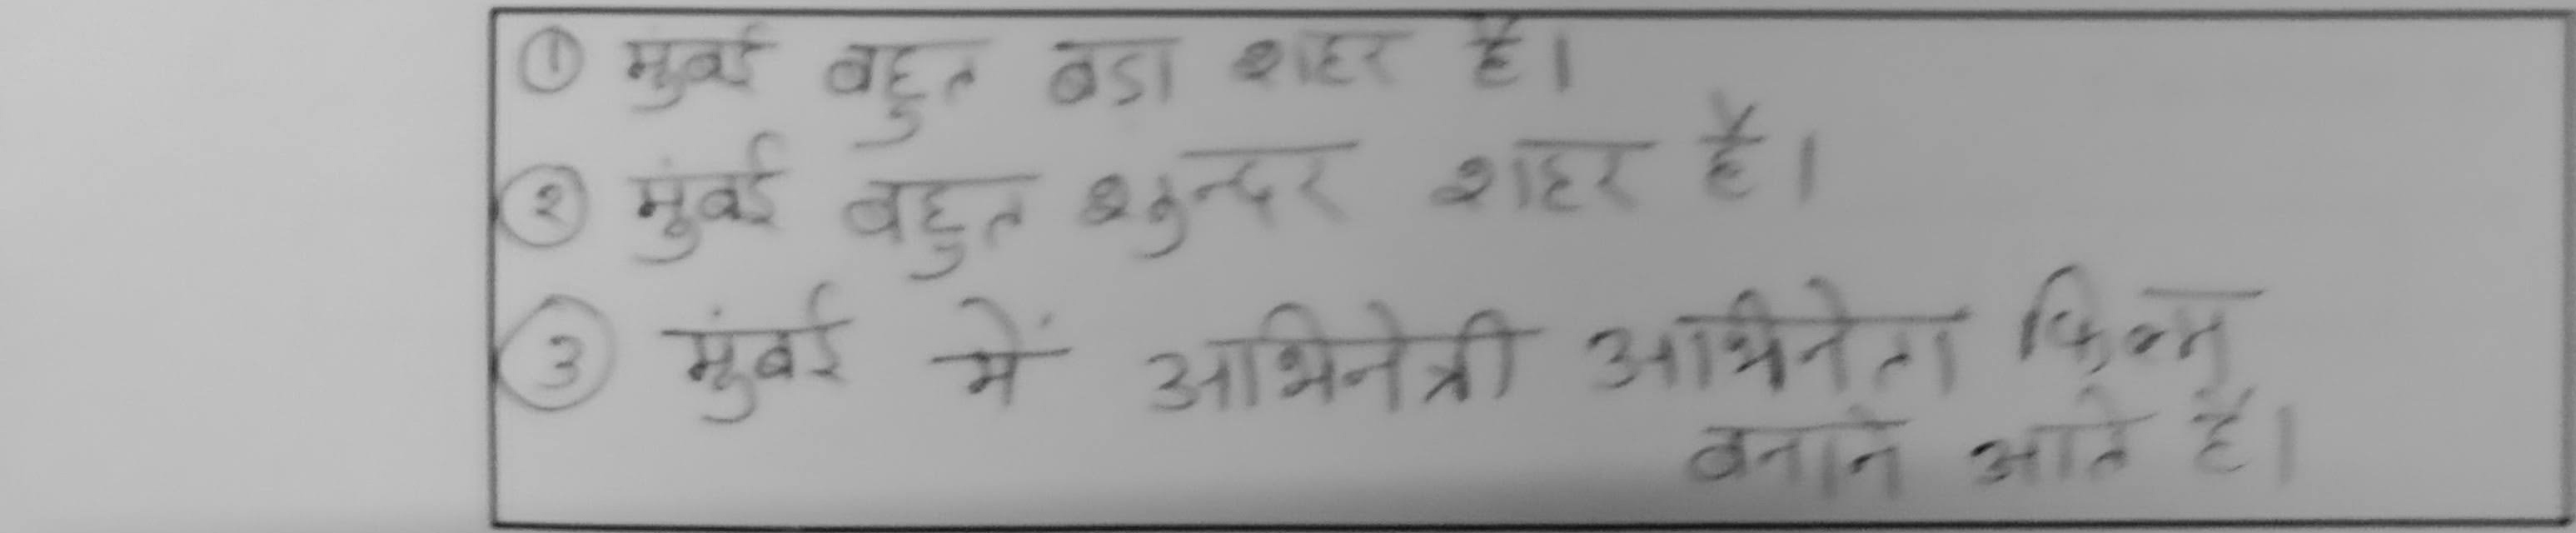 ① मुबई बहुत बडा शहर है।
② मुंबई बहुत शुन्दर शहर है।
③ मुंबई में अभिनेत्री अभिनेता फिल्म
बनाने आते है।